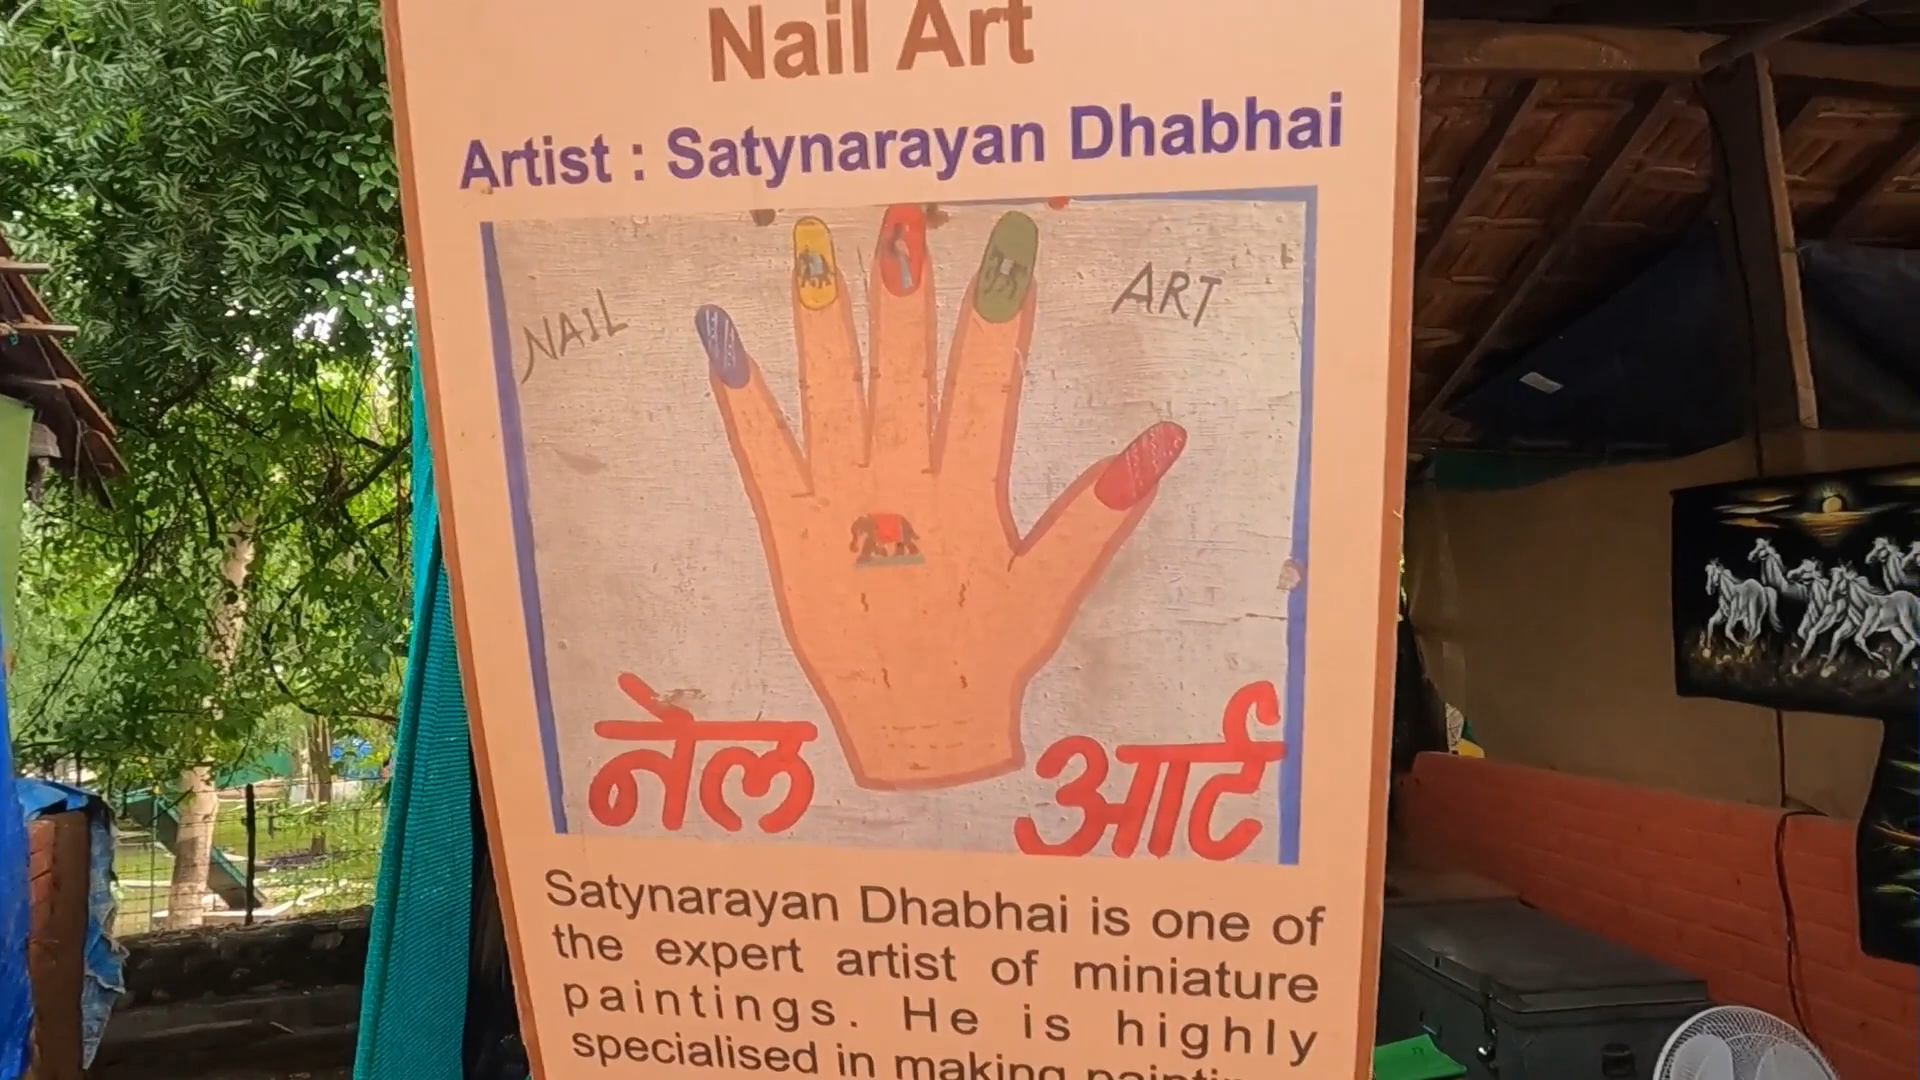 Nail Art
Artist : Satynarayan Dhabhai
NAIL
ART
नेल आर्ट
Satynarayan Dhabhai is one of
the expert artist of miniature
paintings. He is highly
specialised in making